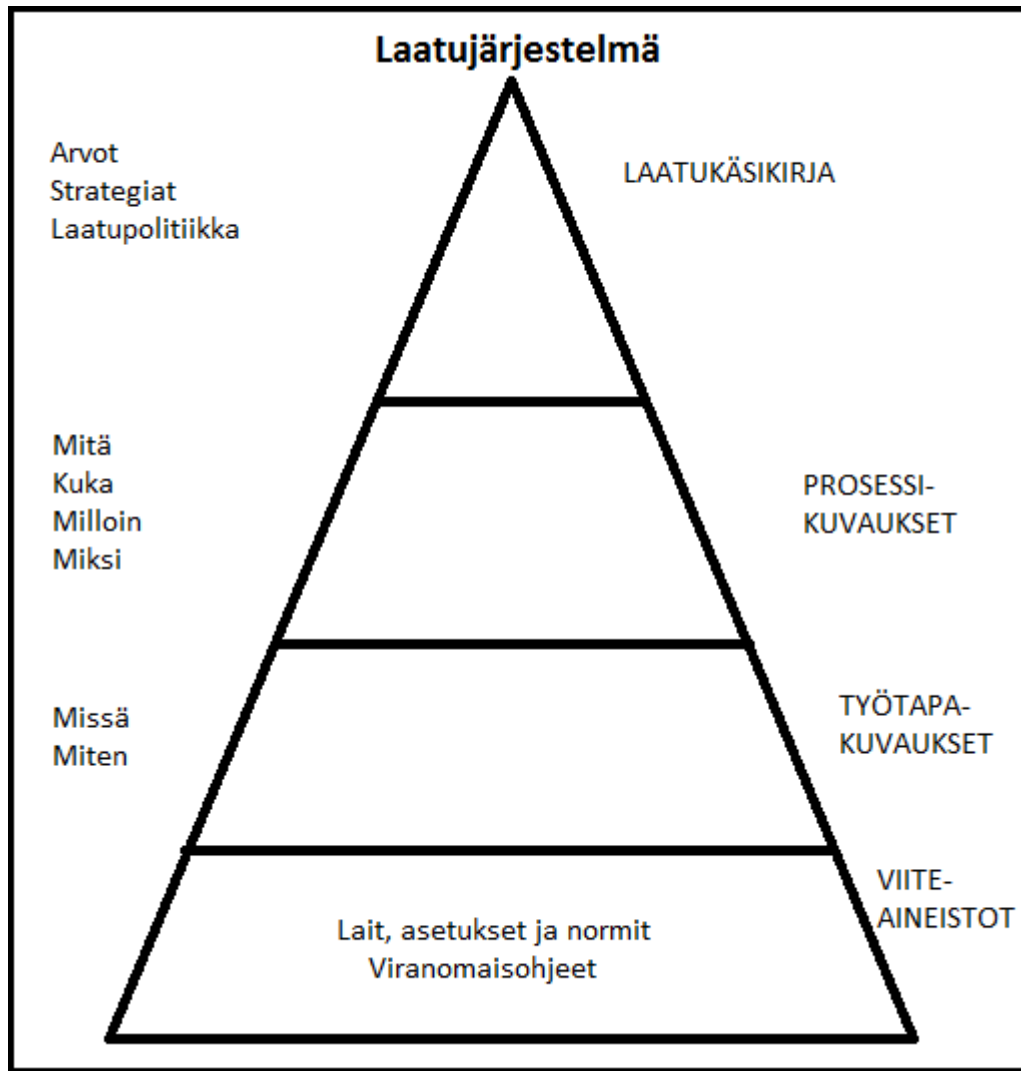 Laatujärjestelmä
Arvot
Strategiat
Laatupolitiikka
LAATUKÄSIKIRJA
Mitä
Kuka
Milloin
Miksi
PROSESSI-
KUVAUKSET
Missä
Miten
TYÖTAPA-
KUVAUKSET
VIITE-
AINEISTOT
Lait, asetukset ja normit
Viranomaisohjeet